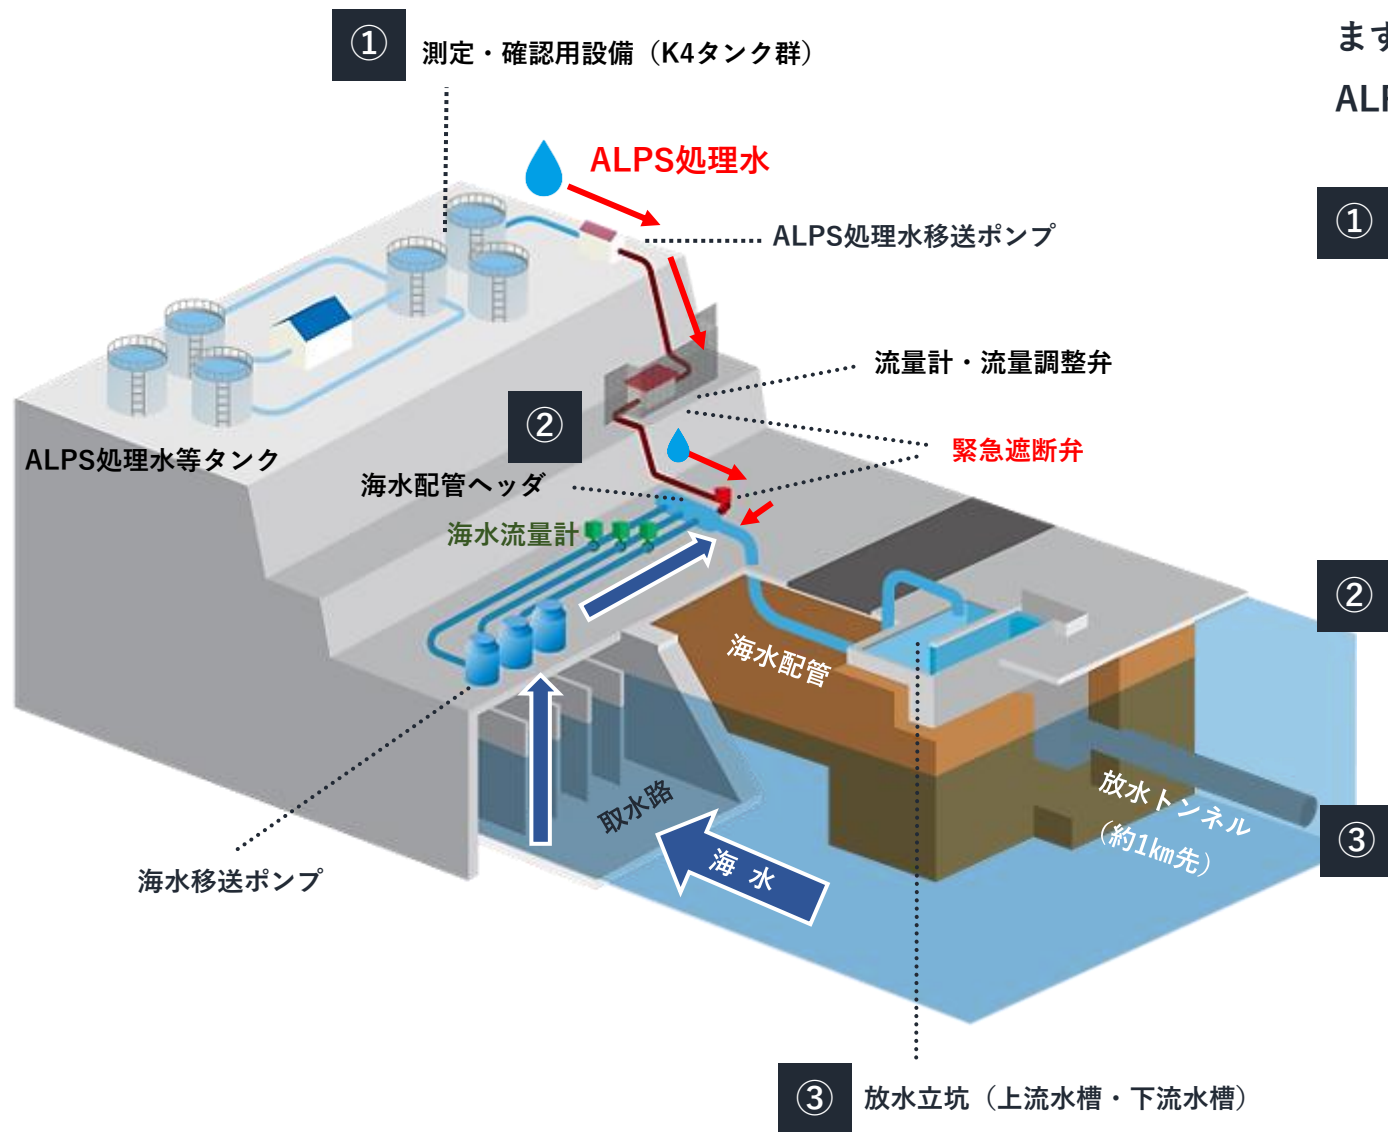 ① 測定・確認用設備（K4タンク群）
ます
ALP
ALPS処理水
①
ALPS処理水移送ポンプ
流量計・流量調整弁
②
緊急遮断弁
ALPS処理水等タンク
海水配管ヘッダ
海水流量計
②
海水配管
放水トンネル
（約1㎞先）
取水路
③
海 水
海水移送ポンプ
③ 放水立坑（上流水槽・下流水槽）